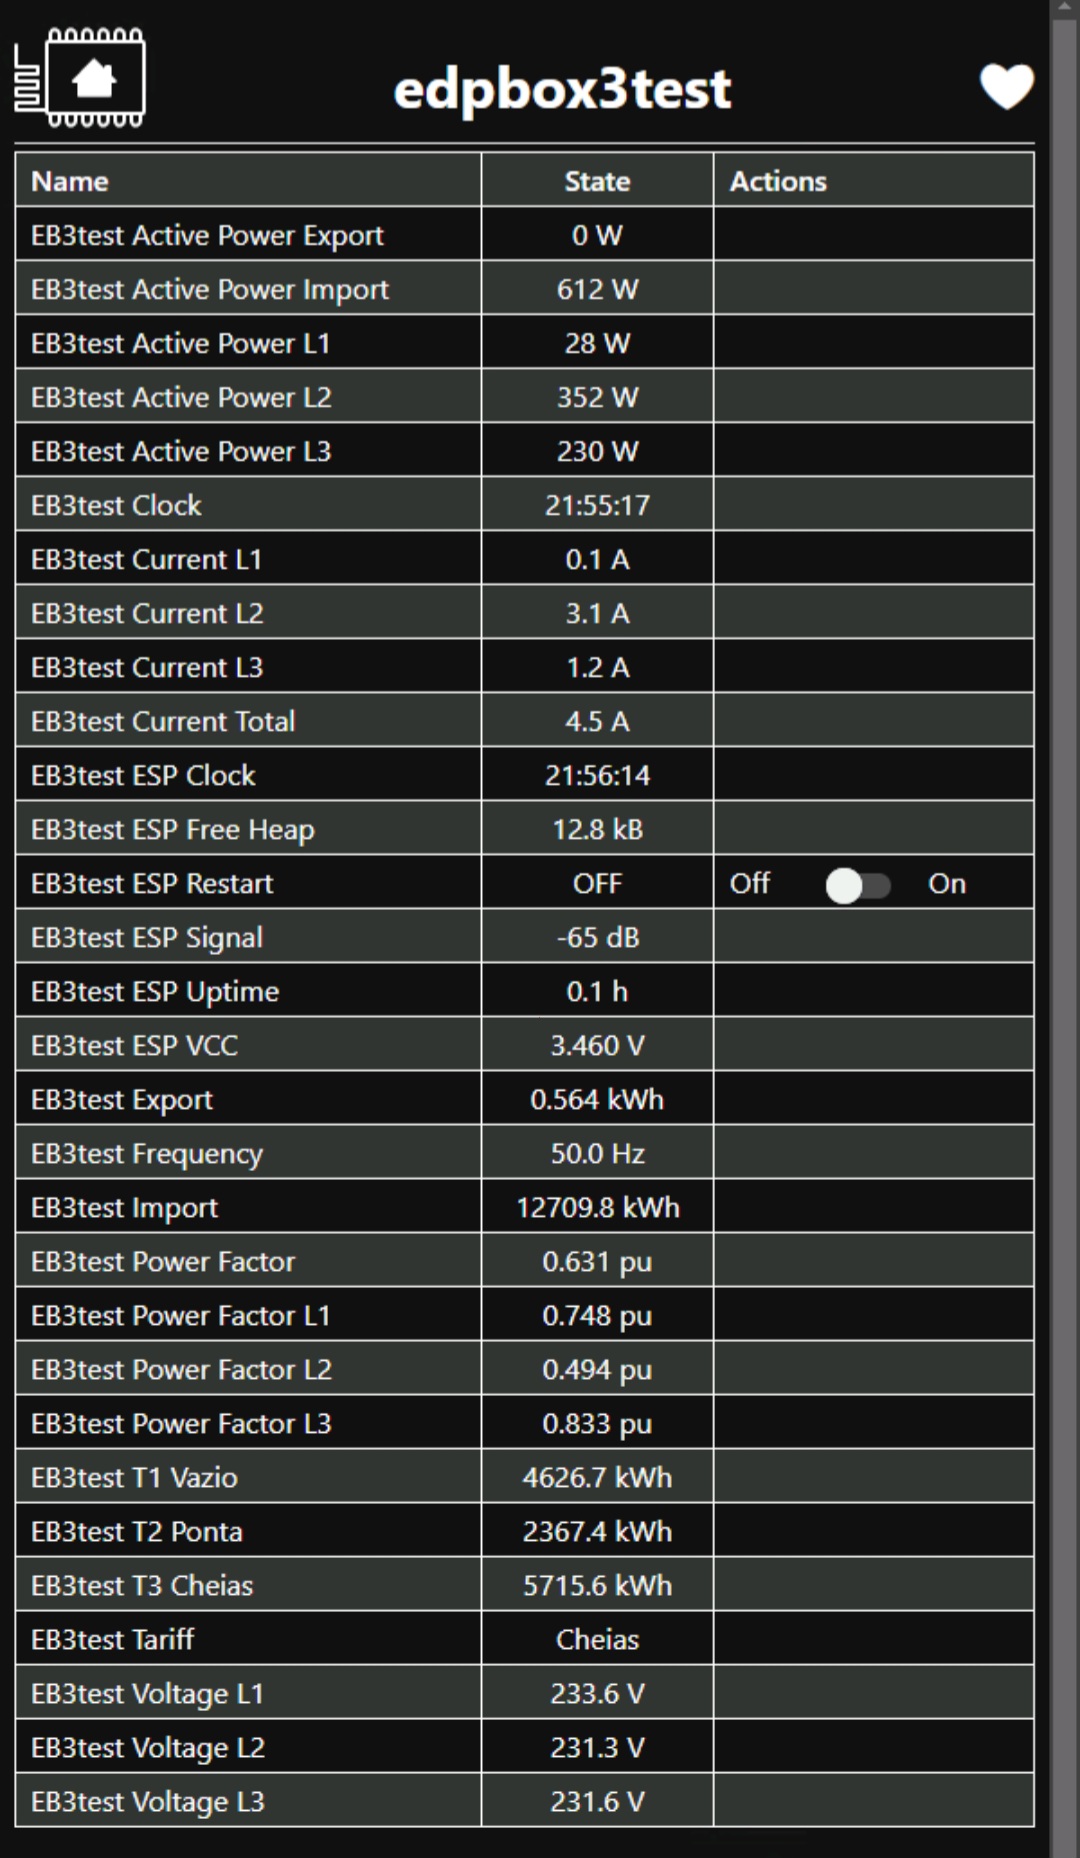 edpbox3test
Name State Actions
EB3test Active Power Export 0 W
EB3test Active Power Import 612 W
EB3test Active Power L1 28 W
EB3test Active Power L2 352 W
EB3test Active Power L3 230 W
EB3test Clock 21:55:17
EB3test Current L1 0.1 A
EB3test Current L2 3.1 A
EB3test Current L3 1.2 A
EB3test Current Total 4.5 A
EB3test ESP Clock 21:56:14
EB3test ESP Free Heap 12.8 kB
EB3test ESP Restart OFF Off On
EB3test ESP Signal -65 dB
EB3test ESP Uptime 0.1 h
EB3test ESP VCC 3.460 V
EB3test Export 0.564 kWh
EB3test Frequency 50.0 Hz
EB3test Import 12709.8 kWh
EB3test Power Factor 0.631 pu
EB3test Power Factor L1 0.748 pu
EB3test Power Factor L2 0.494 pu
EB3test Power Factor L3 0.833 pu
EB3test T1 Vazio 4626.7 kWh
EB3test T2 Ponta 2367.4 kWh
EB3test T3 Cheias 5715.6 kWh
EB3test Tariff Cheias
EB3test Voltage L1 233.6 V
EB3test Voltage L2 231.3 V
EB3test Voltage L3 231.6 V